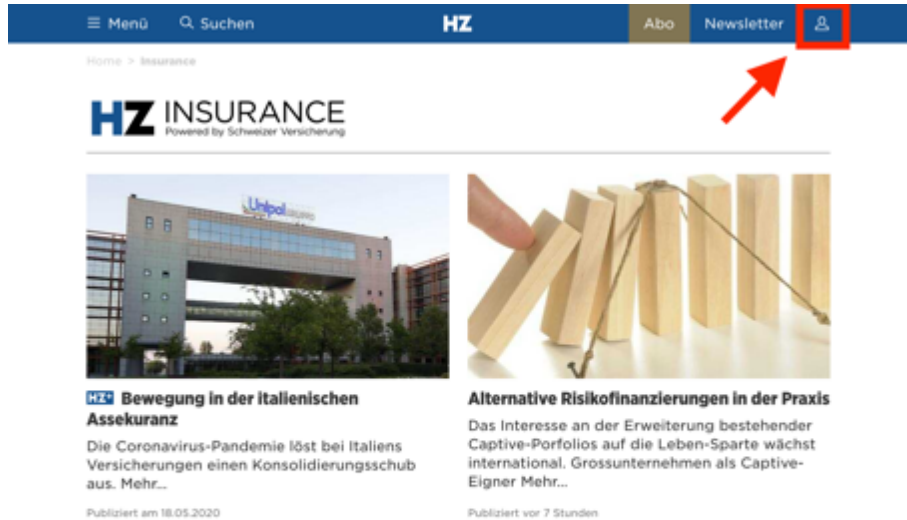 Menü Suchen HZ Abo Newsletter
Home > Insurance
HZ INSURANCE
Powered by Schweizer Versicherung
Unipol GRUPPO
HZ+ Bewegung in der italienischen
Assekuranz
Die Coronavirus-Pandemie löst bei Italiens
Versicherungen einen Konsolidierungsschub
aus. Mehr...
Publiziert am 18.05.2020
Alternative Risikofinanzierungen in der Praxis
Das Interesse an der Erweiterung bestehender
Captive-Porfolios auf die Leben-Sparte wächst
international. Grossunternehmen als Captive-
Eigner Mehr...
Publiziert vor 7 Stunden